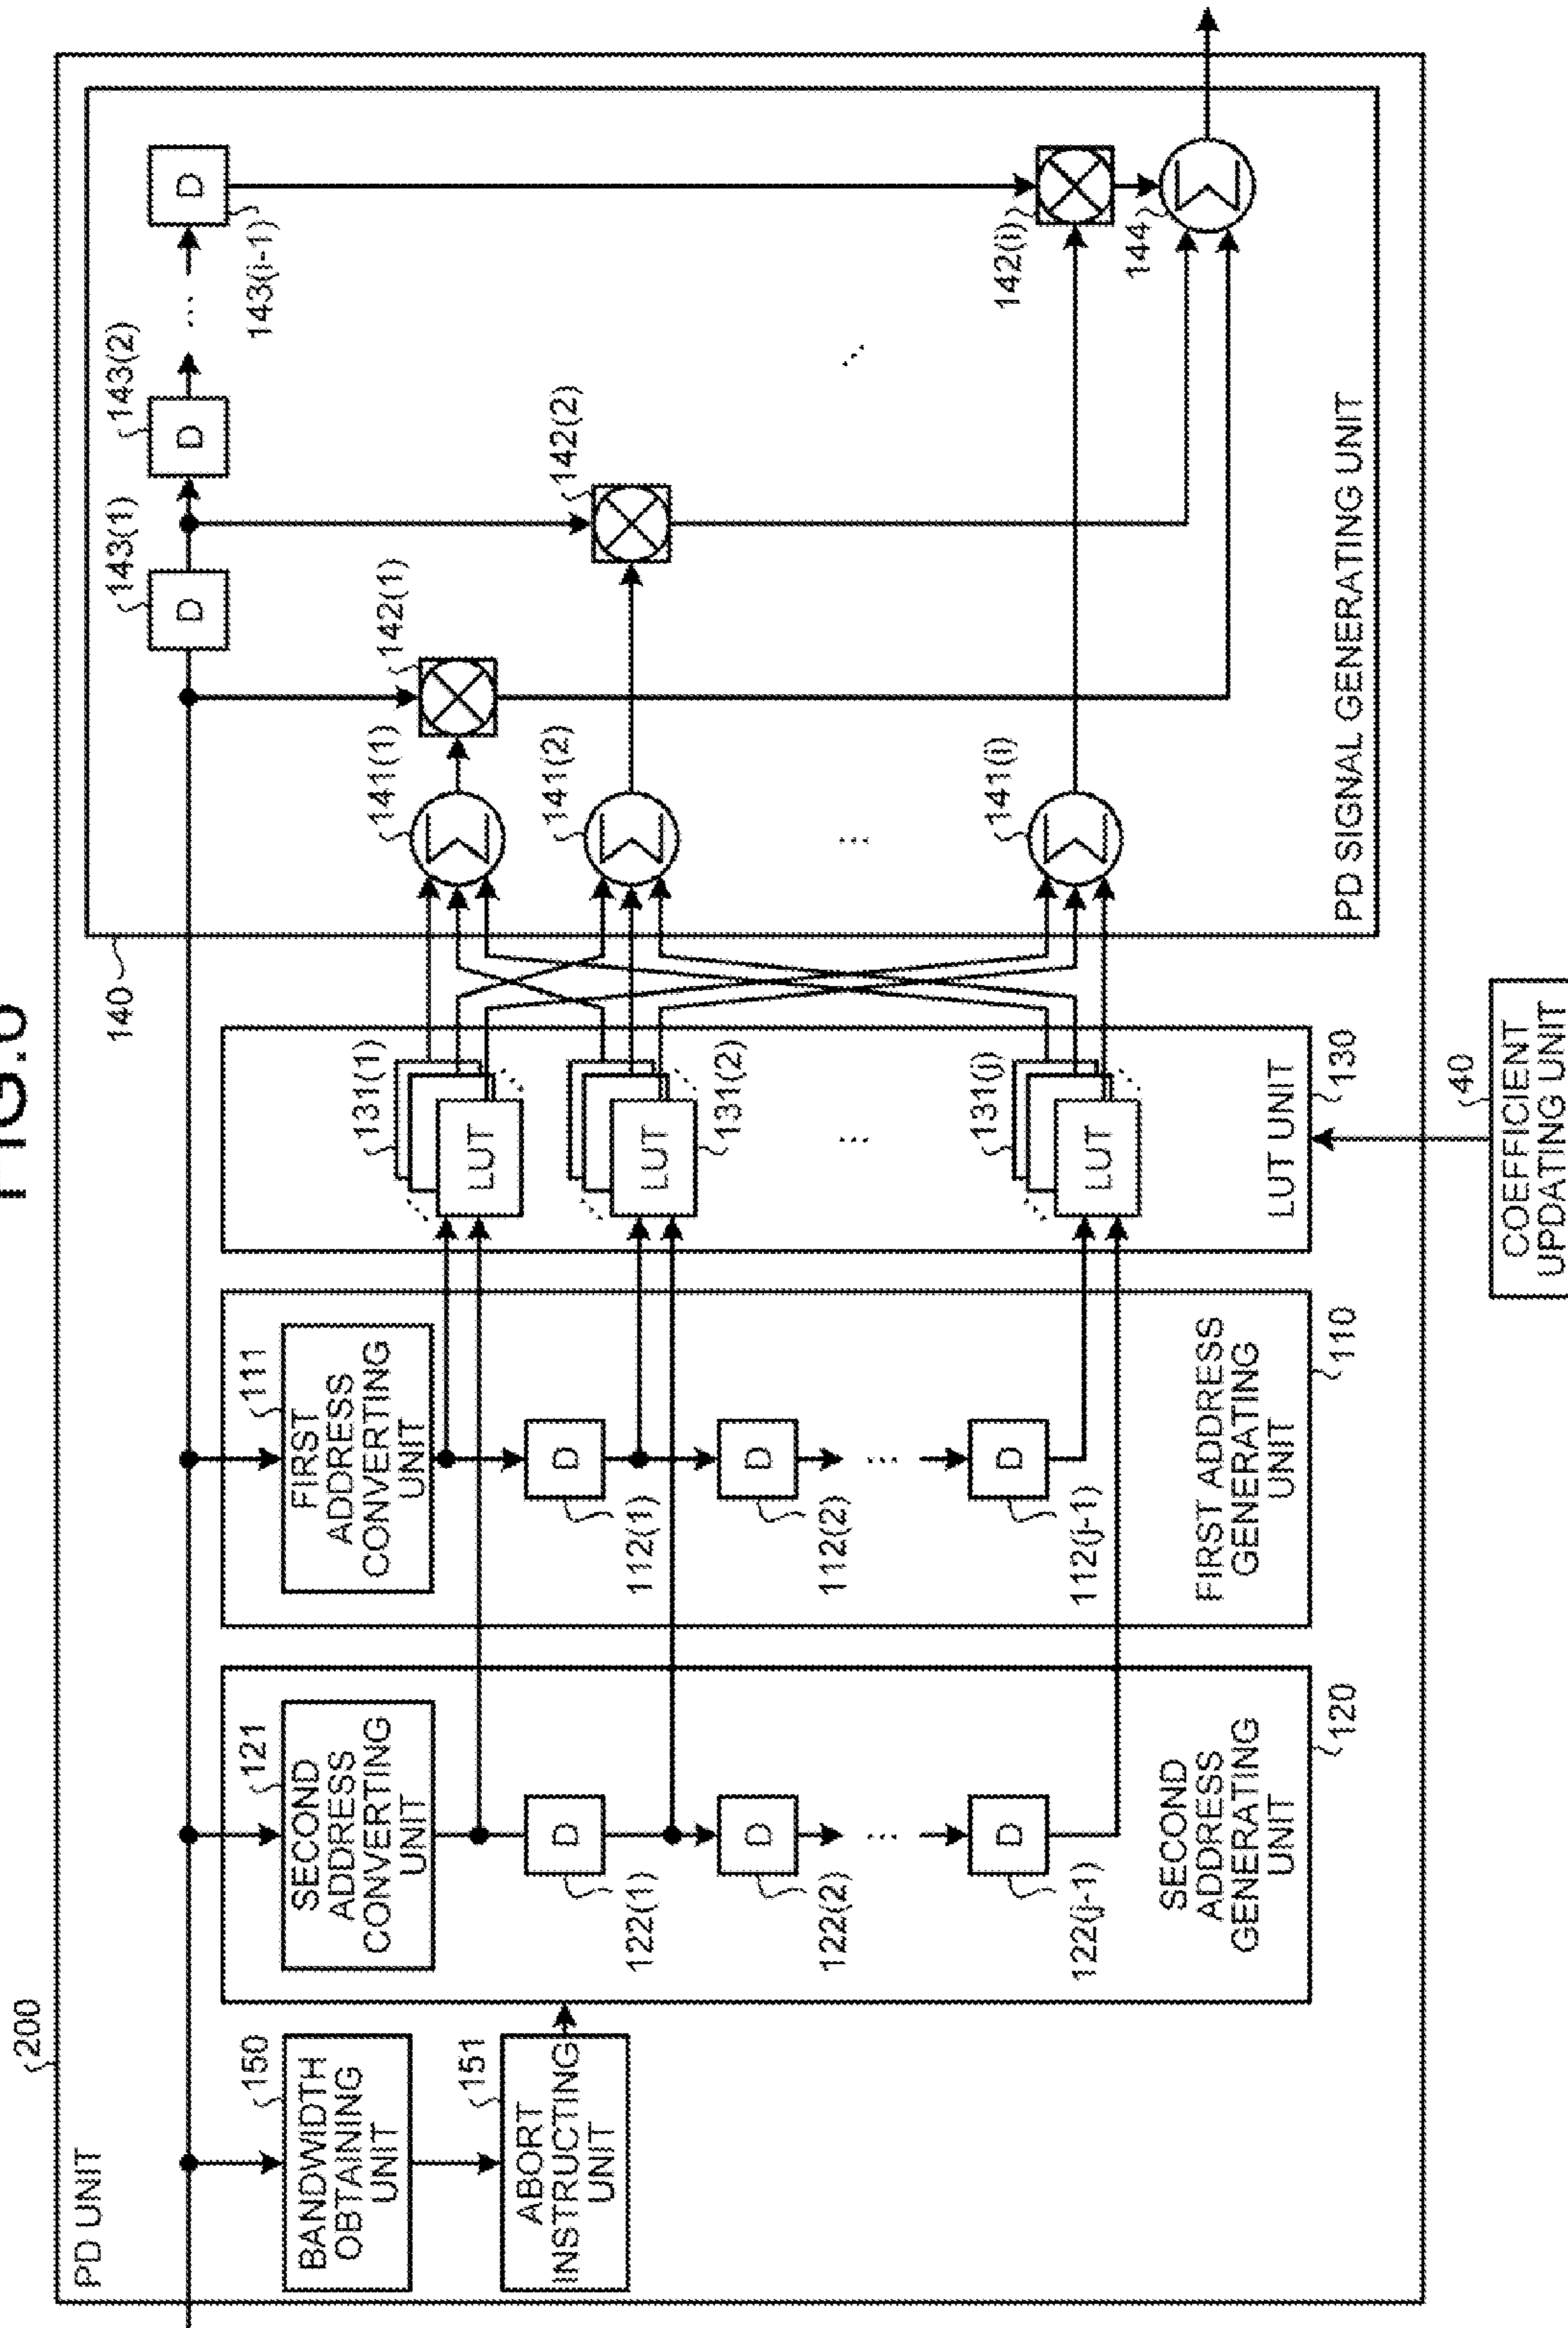 200
PD UNIT
BANDWIDTH
OBTAINING
UNIT
150
ABORT
INSTRUCTING
UNIT
151
SECOND
ADDRESS
CONVERTING
UNIT
121
D
122(1)
D
122(2)
...
D
122(j-1)
SECOND
ADDRESS
GENERATING
UNIT
120
FIRST
ADDRESS
CONVERTING
UNIT
111
D
112(1)
D
112(2)
...
D
112(j-1)
FIRST ADDRESS
GENERATING
UNIT
110
131(1)
LUT
LUT
131(2)
...
131(j)
LUT
LUT UNIT
130
40
COEFFICIENT
UPDATING UNIT
140
141(1)
Σ
141(2)
Σ
...
141(i)
Σ
142(1)
142(2)
142(i)
143(1)
D
143(2)
D
...
D
143(i-1)
144
Σ
PD SIGNAL GENERATING UNIT